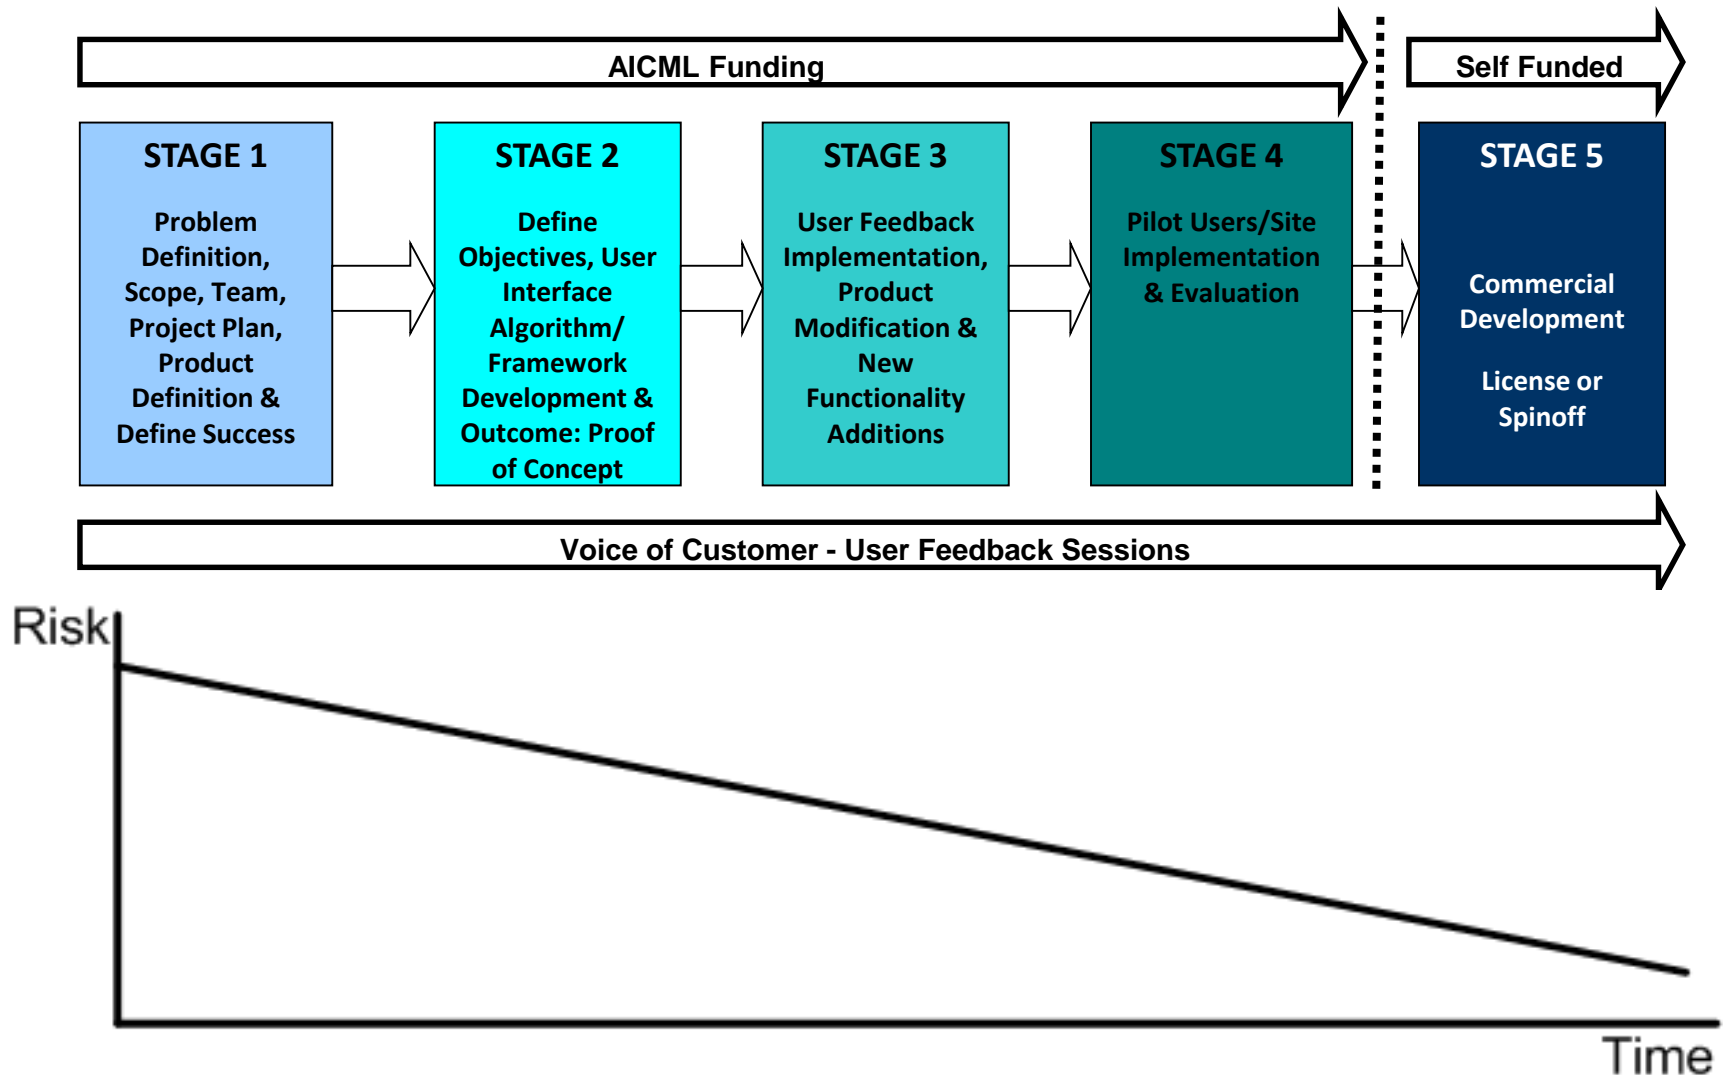 AICML Funding
Self Funded
STAGE 1
Problem
Definition,
Scope, Team,
Project Plan,
Product
Definition &
Define Success
STAGE 2
Define
Objectives, User
Interface
Algorithm/
Framework
Development &
Outcome: Proof
of Concept
STAGE 3
User Feedback
Implementation,
Product
Modification &
New
Functionality
Additions
STAGE 4
Pilot Users/Site
Implementation
& Evaluation
STAGE 5
Commercial
Development
License or
Spinoff
Voice of Customer - User Feedback Sessions
Risk
Time